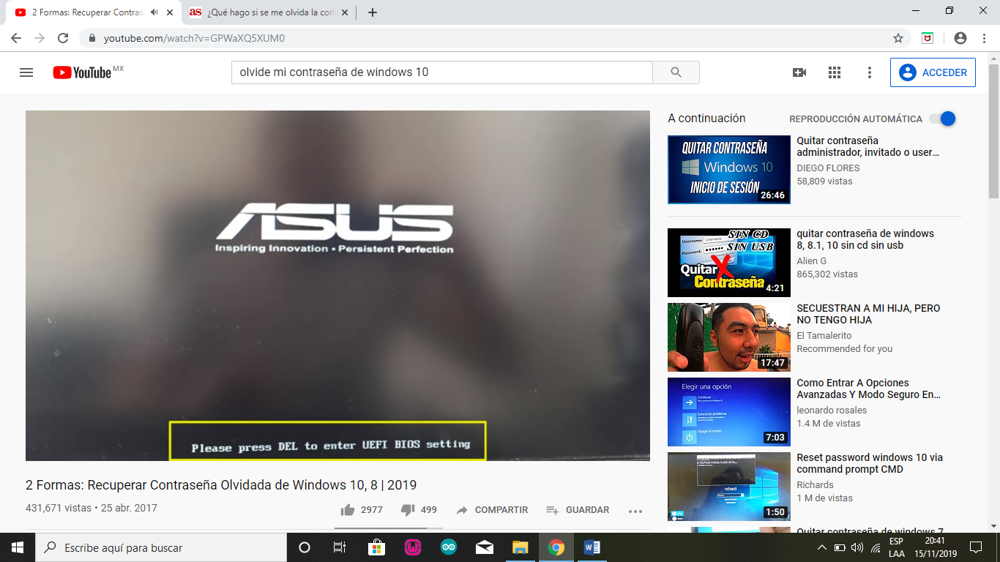 2 Formas: Recuperar Contras
¿Qué hago si se me olvida la con
youtube.com/watch?v=GPWaXQ5XUM0
YouTube MX
olvide mi contraseña de windows 10
ACCEDER
ASUS
Inspiring Innovation • Persistent Perfection
Please press DEL to enter UEFI BIOS setting
2 Formas: Recuperar Contraseña Olvidada de Windows 10, 8 | 2019
431,671 vistas • 25 abr. 2017
2977
499
COMPARTIR
GUARDAR
A continuación
REPRODUCCIÓN AUTOMÁTICA
QUITAR CONTRASEÑA
Windows 10
INICIO DE SESIÓN
26:46
Quitar contraseña
administrador, invitado o user…
DIEGO FLORES
58,809 vistas
SIN CD
SIN USB
Username:
Username
Password:
Quitar
Contraseña
4:21
quitar contraseña de windows
8, 8.1, 10 sin cd sin usb
Alien G
865,302 vistas
17:47
SECUESTRAN A MI HIJA, PERO
NO TENGO HIJA
El Tamalerito
Recommended for you
Elegir una opción
Continuar
Solucionar problemas
Apagar el equipo
7:03
Como Entrar A Opciones
Avanzadas Y Modo Seguro En…
leonardo rosales
1.4 M de vistas
richard
1:50
Reset password windows 10 via
command prompt CMD
Richards
1 M de vistas
Quitar contraseña de windows 7
Escribe aquí para buscar
ESP
LAA
20:41
15/11/2019